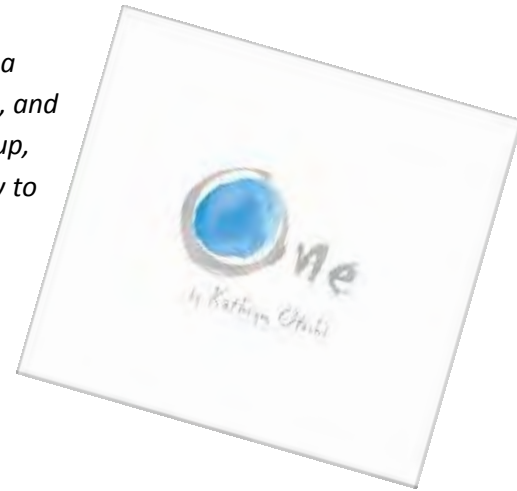 a
, and
up,
to
One
by Kathryn Otoshi